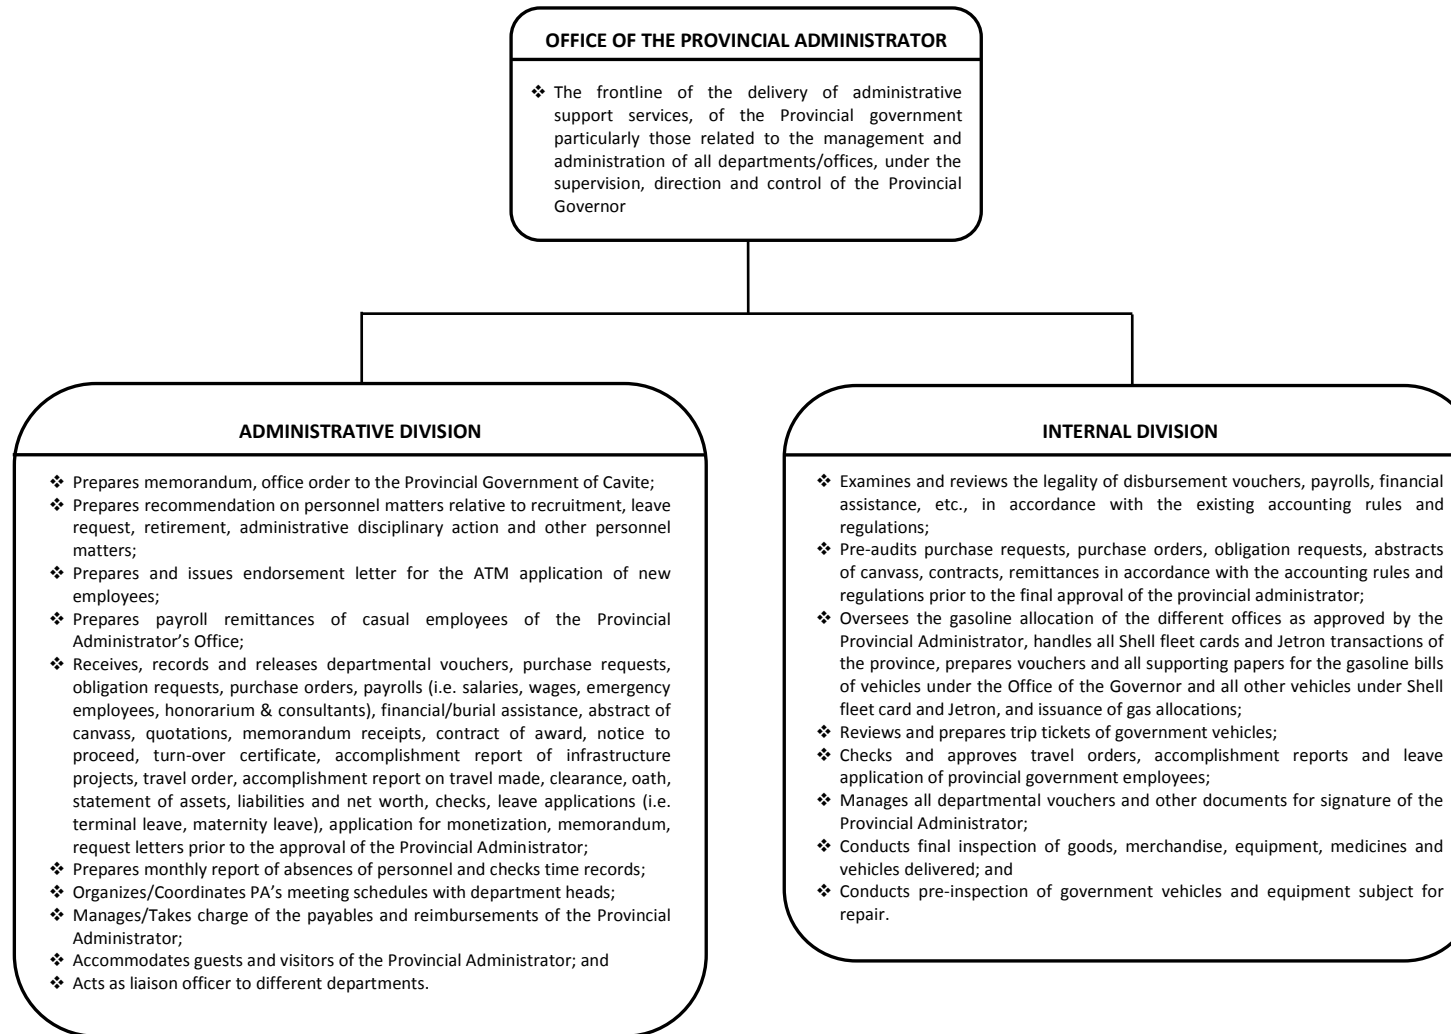 OFFICE OF THE PROVINCIAL ADMINISTRATOR
❖ The frontline of the delivery of administrative
support services, of the Provincial government
particularly those related to the management and
administration of all departments/offices, under the
supervision, direction and control of the Provincial
Governor
ADMINISTRATIVE DIVISION
❖ Prepares memorandum, office order to the Provincial Government of Cavite;
❖ Prepares recommendation on personnel matters relative to recruitment, leave
request, retirement, administrative disciplinary action and other personnel
matters;
❖ Prepares and issues endorsement letter for the ATM application of new
employees;
❖ Prepares payroll remittances of casual employees of the Provincial
Administrator’s Office;
❖ Receives, records and releases departmental vouchers, purchase requests,
obligation requests, purchase orders, payrolls (i.e. salaries, wages, emergency
employees, honorarium & consultants), financial/burial assistance, abstract of
canvass, quotations, memorandum receipts, contract of award, notice to
proceed, turn-over certificate, accomplishment report of infrastructure
projects, travel order, accomplishment report on travel made, clearance, oath,
statement of assets, liabilities and net worth, checks, leave applications (i.e.
terminal leave, maternity leave), application for monetization, memorandum,
request letters prior to the approval of the Provincial Administrator;
❖ Prepares monthly report of absences of personnel and checks time records;
❖ Organizes/Coordinates PA’s meeting schedules with department heads;
❖ Manages/Takes charge of the payables and reimbursements of the Provincial
Administrator;
❖ Accommodates guests and visitors of the Provincial Administrator; and
❖ Acts as liaison officer to different departments.
INTERNAL DIVISION
❖ Examines and reviews the legality of disbursement vouchers, payrolls, financial
assistance, etc., in accordance with the existing accounting rules and
regulations;
❖ Pre-audits purchase requests, purchase orders, obligation requests, abstracts
of canvass, contracts, remittances in accordance with the accounting rules and
regulations prior to the final approval of the provincial administrator;
❖ Oversees the gasoline allocation of the different offices as approved by the
Provincial Administrator, handles all Shell fleet cards and Jetron transactions of
the province, prepares vouchers and all supporting papers for the gasoline bills
of vehicles under the Office of the Governor and all other vehicles under Shell
fleet card and Jetron, and issuance of gas allocations;
❖ Reviews and prepares trip tickets of government vehicles;
❖ Checks and approves travel orders, accomplishment reports and leave
application of provincial government employees;
❖ Manages all departmental vouchers and other documents for signature of the
Provincial Administrator;
❖ Conducts final inspection of goods, merchandise, equipment, medicines and
vehicles delivered; and
❖ Conducts pre-inspection of government vehicles and equipment subject for
repair.